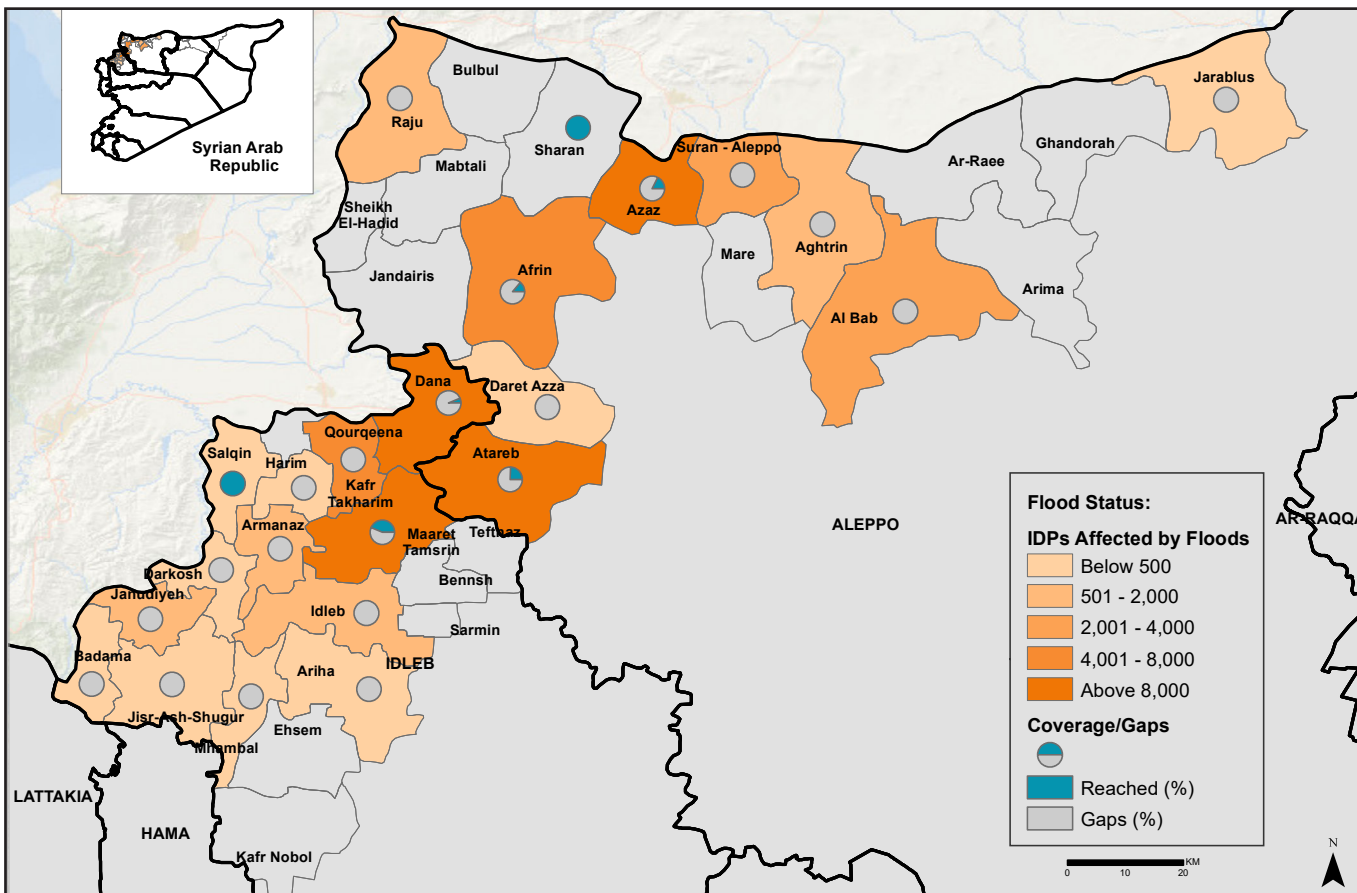 Syrian Arab
Republic
Bulbul
Raju
Sharan
Mabtali
Sheikh
El-Hadid
Jandairis
Afrin
Azaz
Suran - Aleppo
Mare
Aghtrin
Al Bab
Ar-Raee
Ghandorah
Jarablus
Arima
Dana
Daret Azza
Qourqeena
Atareb
Salqin
Harim
Kafr
Takharim
Maaret
Tamsrin
Teftnaz
Armanaz
Bennsh
Darkosh
Janudiyeh
Idleb
Sarmin
Badama
Ariha
IDLEB
Jisr-Ash-Shugur
Ehsem
Mhambal
LATTAKIA
HAMA
Kafr Nobol
ALEPPO
AR-RAQQA
Flood Status:
IDPs Affected by Floods
Below 500
501 - 2,000
2,001 - 4,000
4,001 - 8,000
Above 8,000
Coverage/Gaps
Reached (%)
Gaps (%)
KM
0 10 20
N